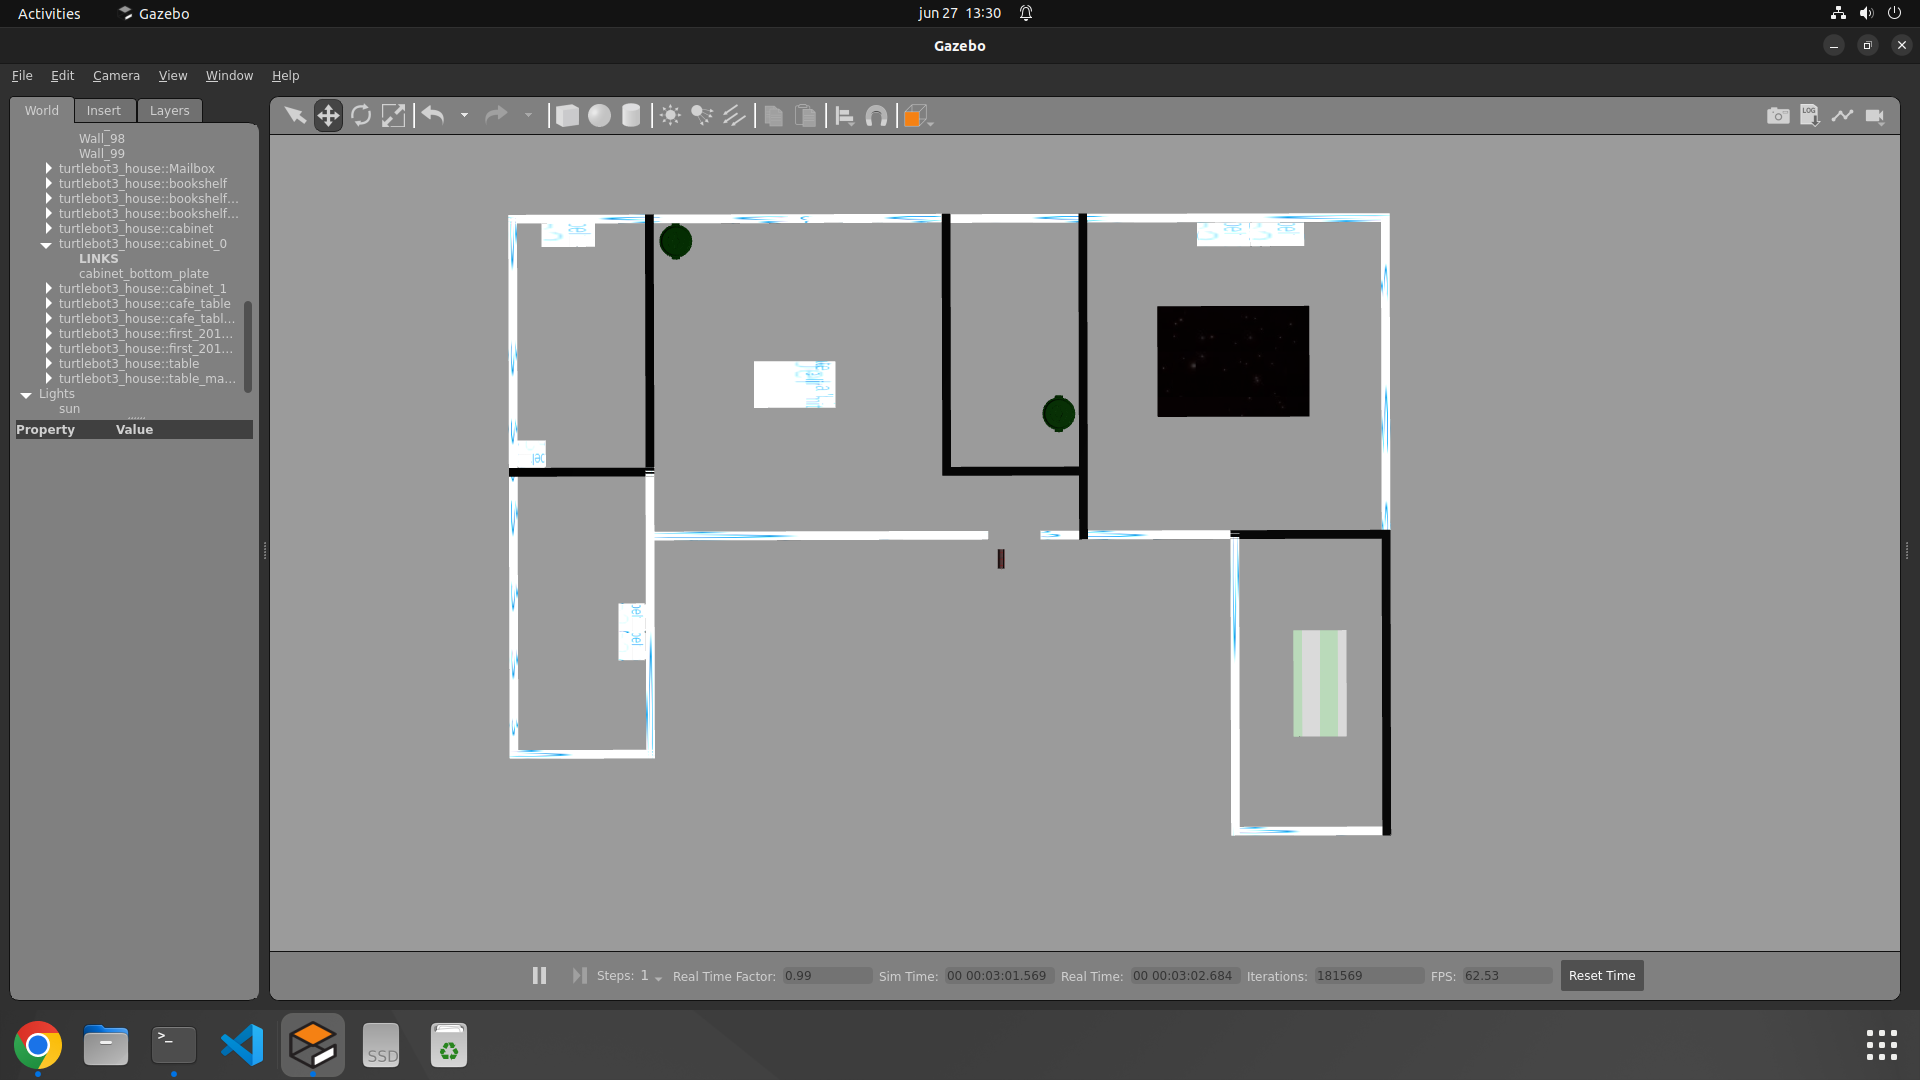 Activities
Gazebo
jun 27 13:30
Gazebo
File Edit Camera View Window Help
World Insert Layers
Wall_98
Wall_99
turtlebot3_house::Mailbox
turtlebot3_house::bookshelf
turtlebot3_house::bookshelf...
turtlebot3_house::bookshelf...
turtlebot3_house::cabinet
turtlebot3_house::cabinet_0
LINKS
cabinet_bottom_plate
turtlebot3_house::cabinet_1
turtlebot3_house::cafe_table
turtlebot3_house::cafe_tabl...
turtlebot3_house::first_201...
turtlebot3_house::first_201...
turtlebot3_house::table
turtlebot3_house::table_ma...
Lights
sun
Property Value
LOG
Steps: 1 Real Time Factor: 0.99 Sim Time: 00 00:03:01.569 Real Time: 00 00:03:02.684 Iterations: 181569 FPS: 62.53 Reset Time
>_
SSD